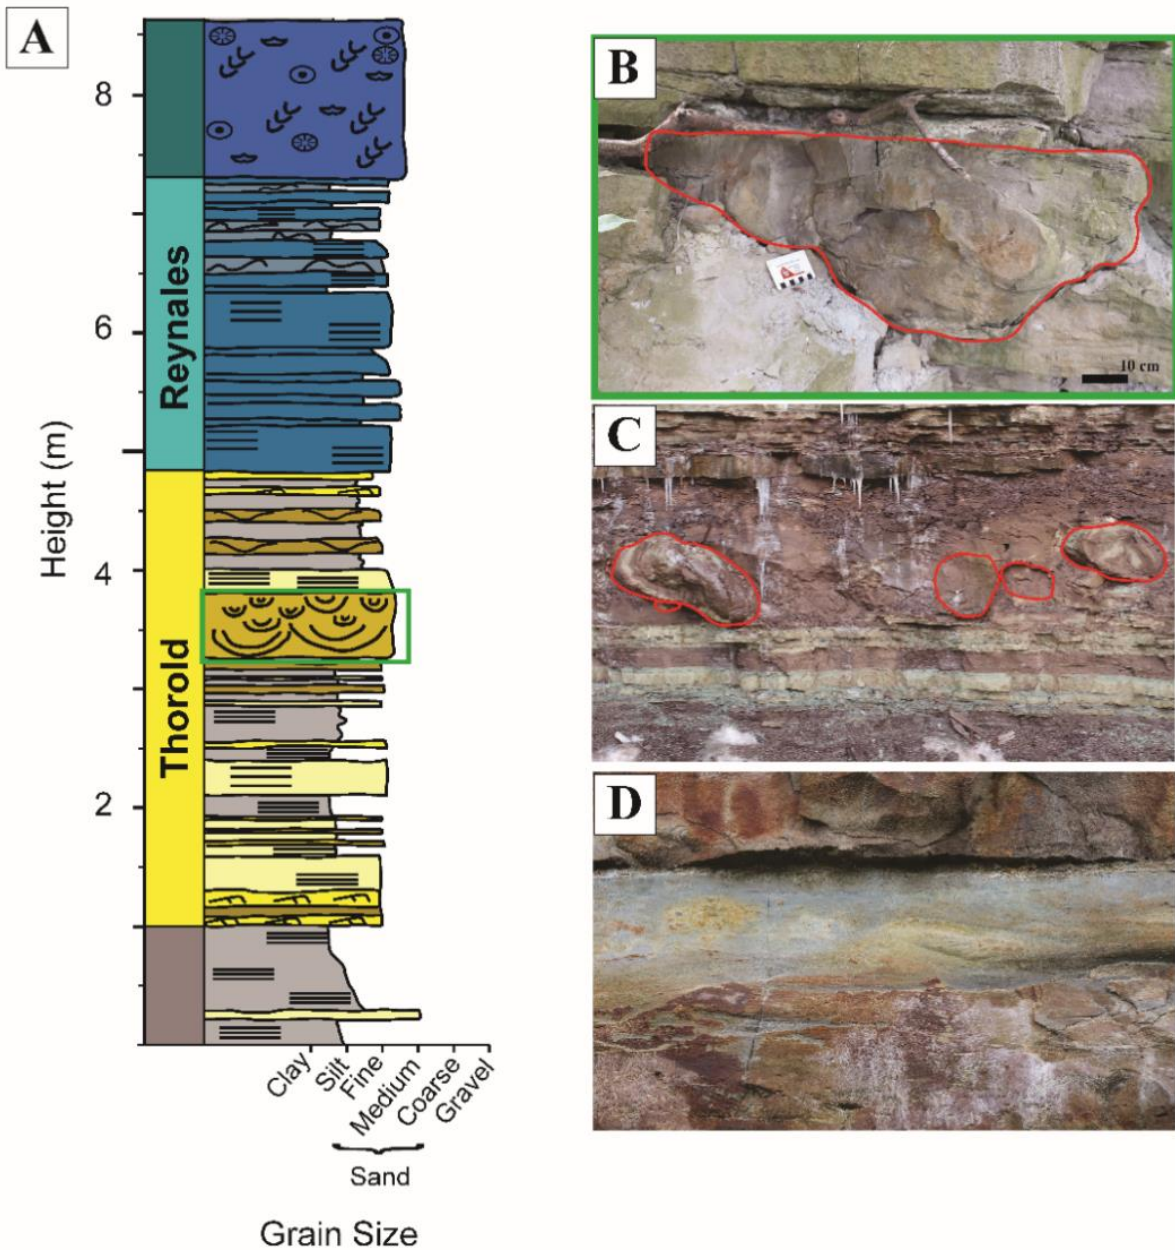 A
8
6
4
2
Height (m)
Reynales
Thorold
Clay
Silt
Fine
Medium
Coarse
Gravel
Sand
Grain Size
B
10 cm
C
D